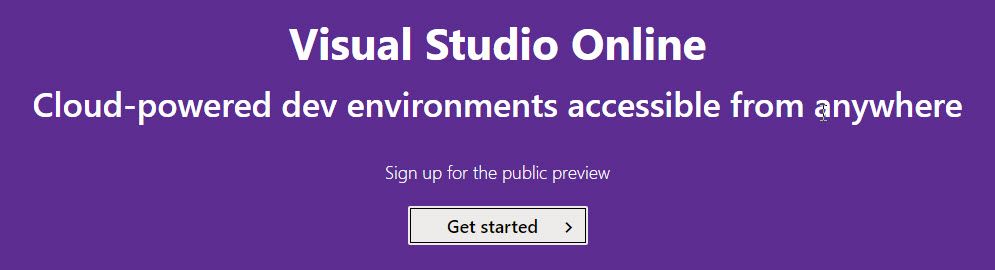 Visual Studio Online
Cloud-powered dev environments accessible from anywhere
Sign up for the public preview
Get started